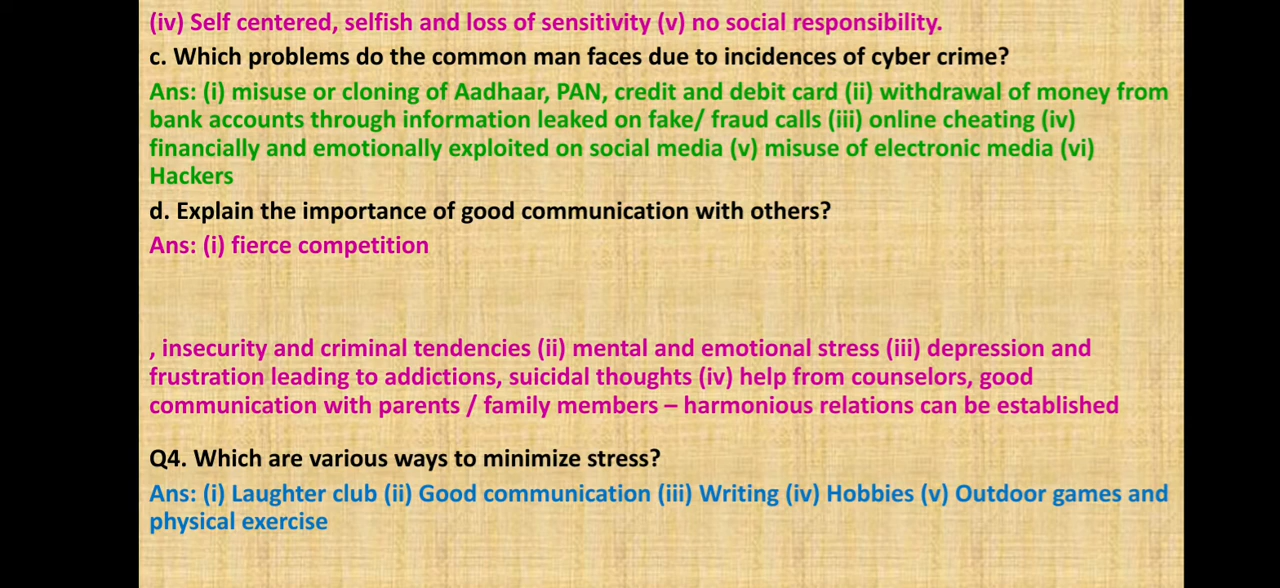 (iv) Self centered, selfish and loss of sensitivity (v) no social responsibility.
c. Which problems do the common man faces due to incidences of cyber crime?
Ans: (i) misuse or cloning of Aadhaar, PAN, credit and debit card (ii) withdrawal of money from
bank accounts through information leaked on fake/ fraud calls (iii) online cheating (iv)
financially and emotionally exploited on social media (v) misuse of electronic media (vi)
Hackers
d. Explain the importance of good communication with others?
Ans: (i) fierce competition
, insecurity and criminal tendencies (ii) mental and emotional stress (iii) depression and
frustration leading to addictions, suicidal thoughts (iv) help from counselors, good
communication with parents / family members – harmonious relations can be established
Q4. Which are various ways to minimize stress?
Ans: (i) Laughter club (ii) Good communication (iii) Writing (iv) Hobbies (v) Outdoor games and
physical exercise